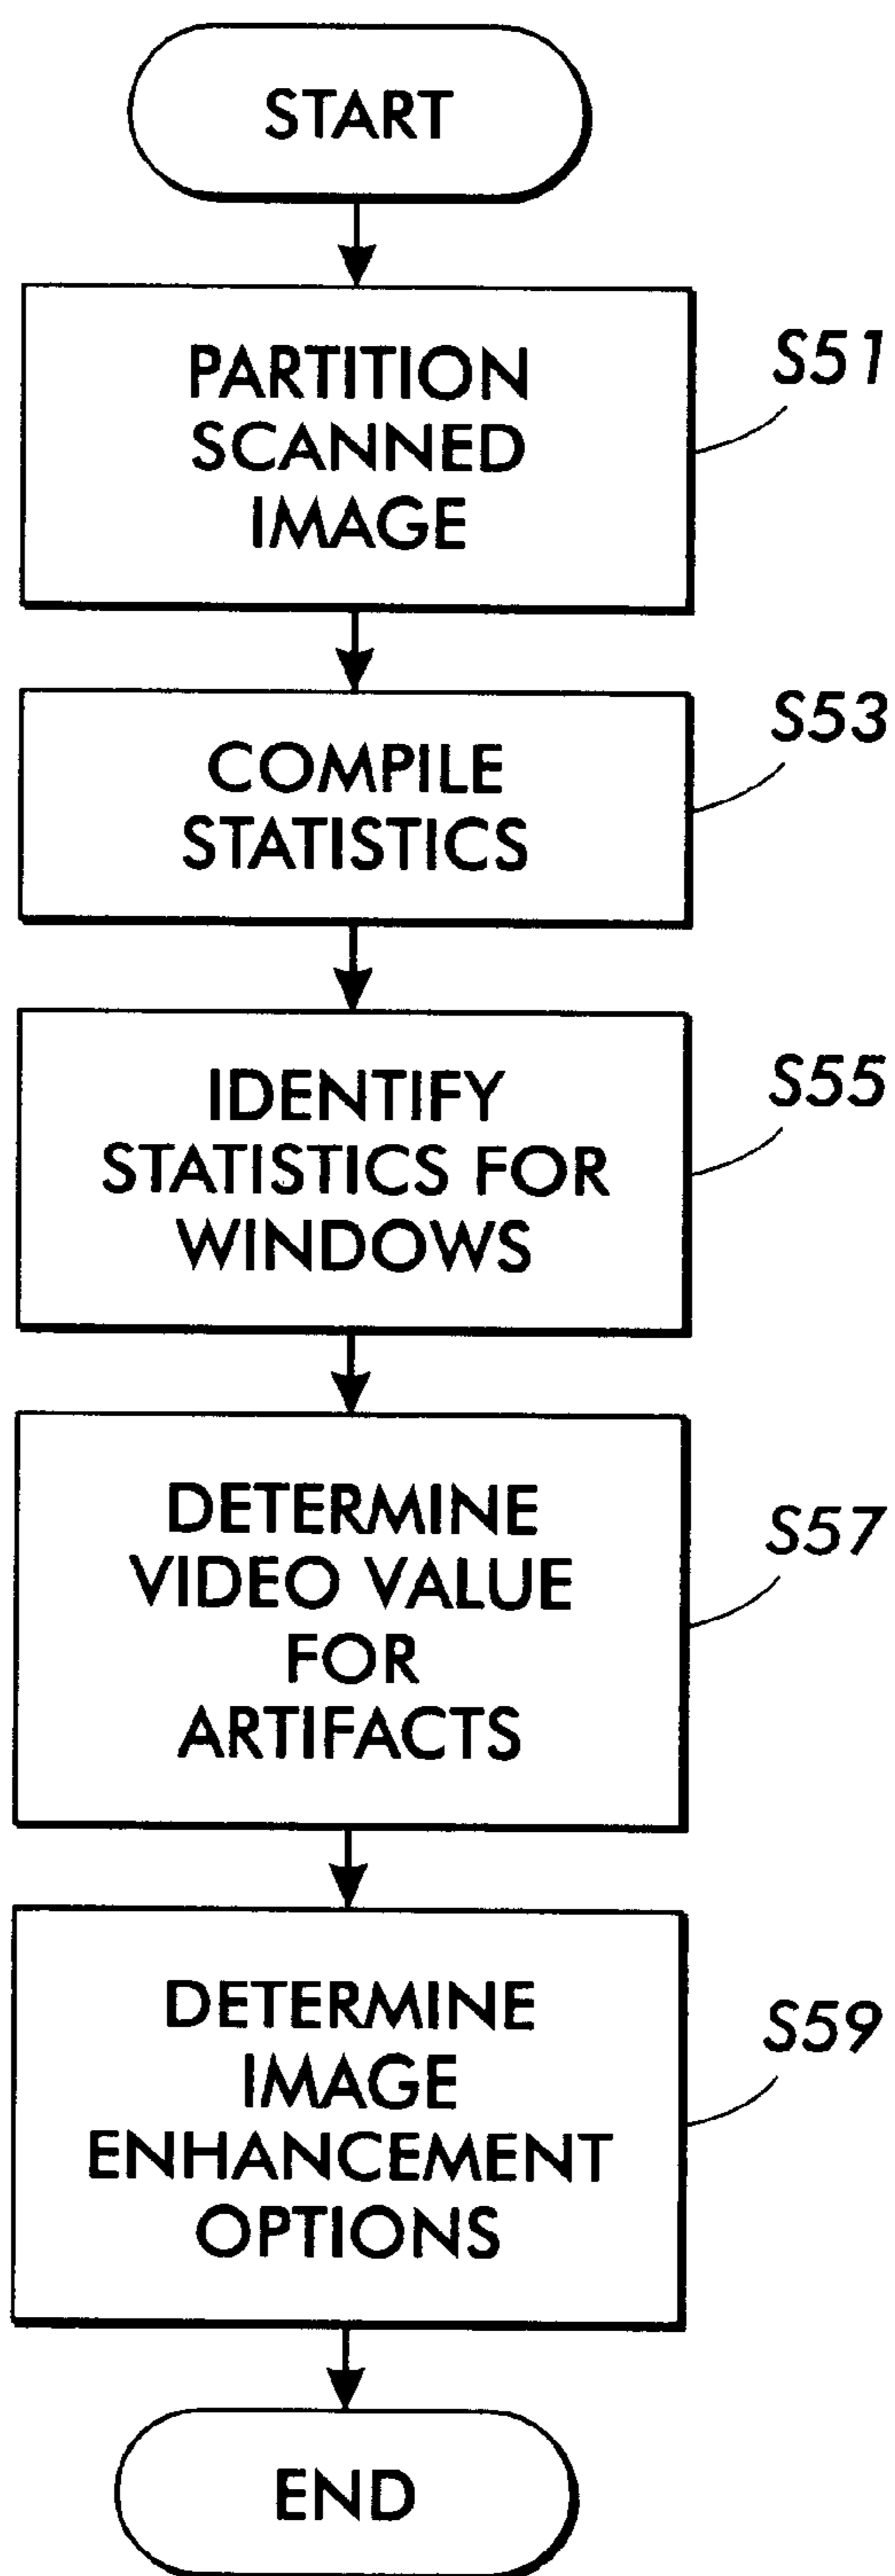 START
PARTITION
SCANNED
IMAGE
S51
COMPILE
STATISTICS
S53
IDENTIFY
STATISTICS FOR
WINDOWS
S55
DETERMINE
VIDEO VALUE
FOR
ARTIFACTS
S57
DETERMINE
IMAGE
ENHANCEMENT
OPTIONS
S59
END